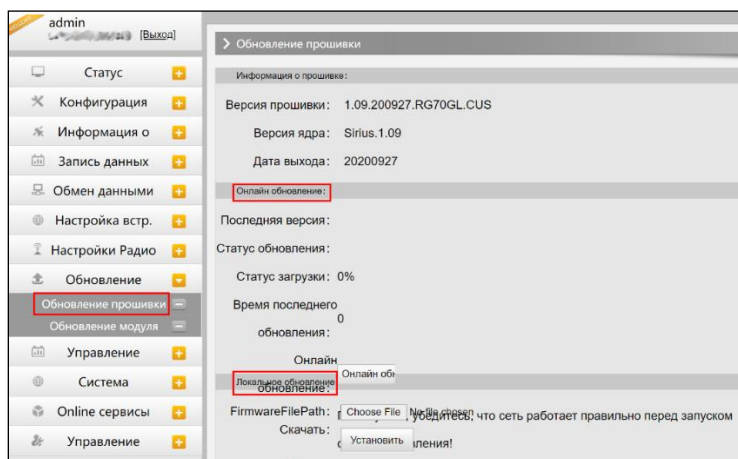 admin
[Выход]
Статус
Конфигурация
Информация о
Запись данных
Обмен данными
Настройка встр.
Настройки Радио
Обновление
Обновление прошивки
Обновление модуля
Управление
Система
Online сервисы
Управление
Обновление прошивки
Информация о прошивке:
Версия прошивки: 1.09.200927.RG70GL.CUS
Версия ядра: Sirius.1.09
Дата выхода: 20200927
Онлайн обновление:
Последняя версия:
Статус обновления:
Статус загрузки: 0%
Время последнего
0
обновления:
Онлайн
Онлайн обн
Локальное обновление
обновление:
FirmwareFilePath: Choose File No file chosen убедитесь, что сеть работает правильно перед запуском
Скачать: Установить ления!